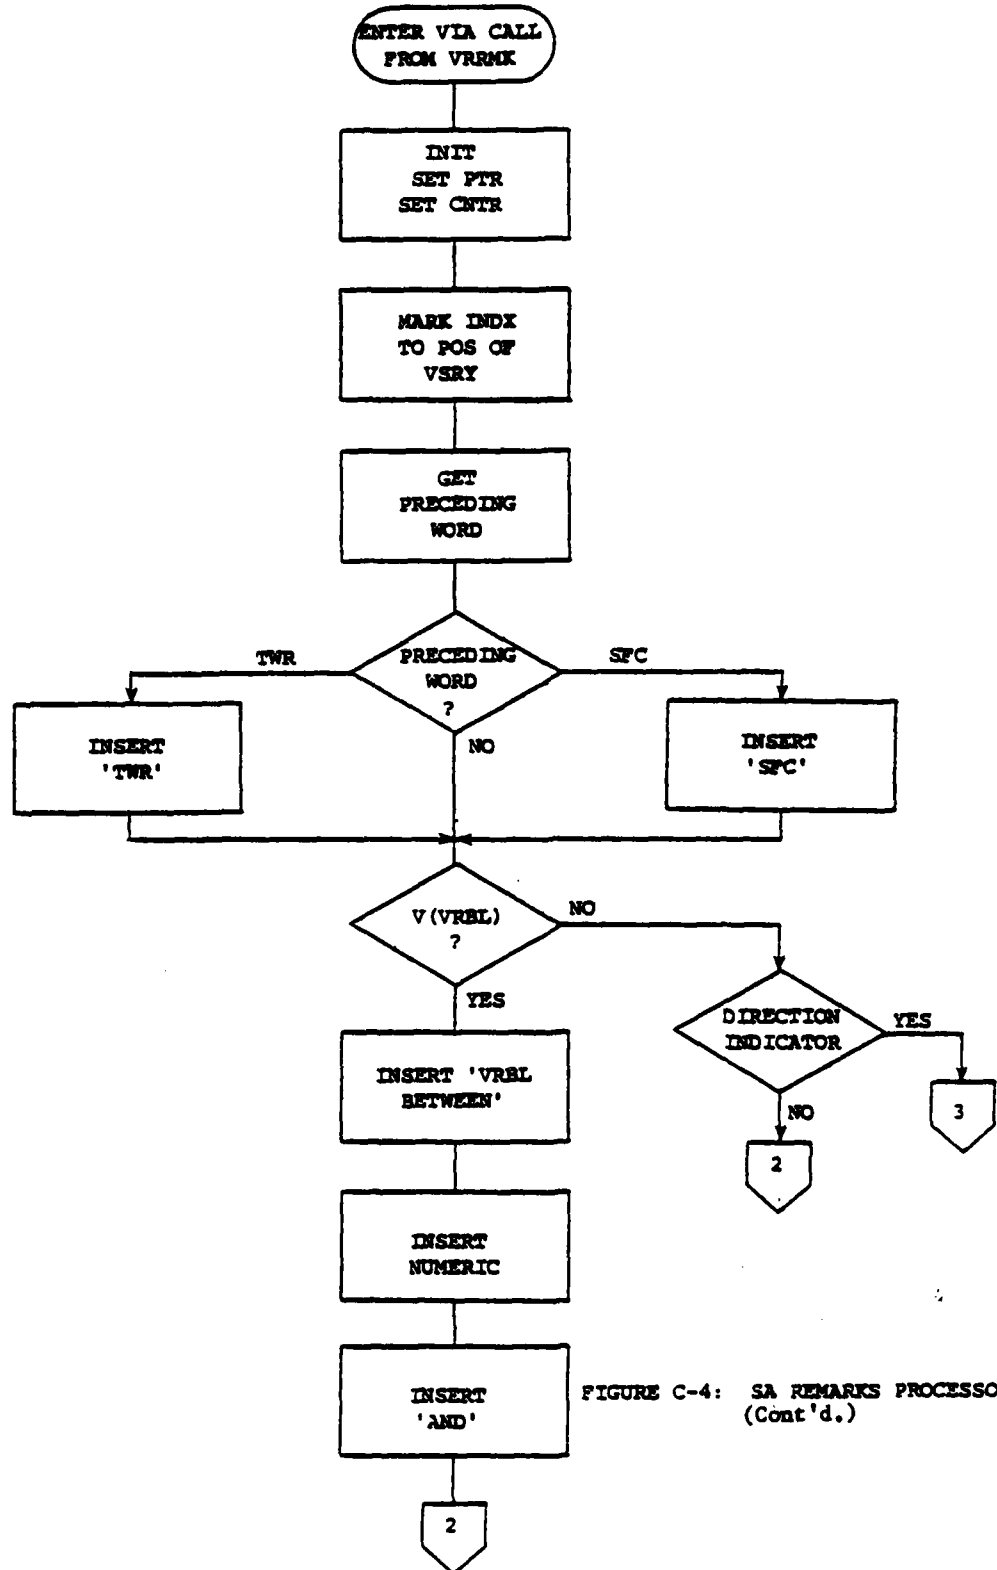 ENTER VIA CALL
FROM VRRMK
INIT
SET PTR
SET CNTR
MARK INDX
TO POS OF
VSRY
GET
PRECEDING
WORD
TWR
PRECEDING
WORD
?
SFC
NO
INSERT
'TWR'
INSERT
'SFC'
V(VRBL)
?
NO
YES
DIRECTION
INDICATOR
YES
INSERT 'VRBL
BETWEEN'
NO
3
2
INSERT
NUMERIC
INSERT
'AND'
FIGURE C-4: SA REMARKS PROCESSO
(Cont'd.)
2